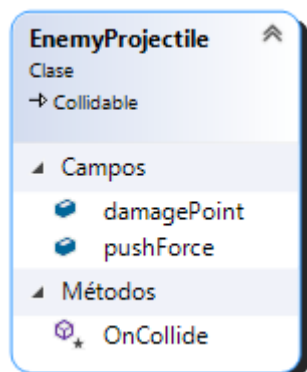 EnemyProjectile
Clase
Collidable
Campos
damagePoint
pushForce
Métodos
OnCollide